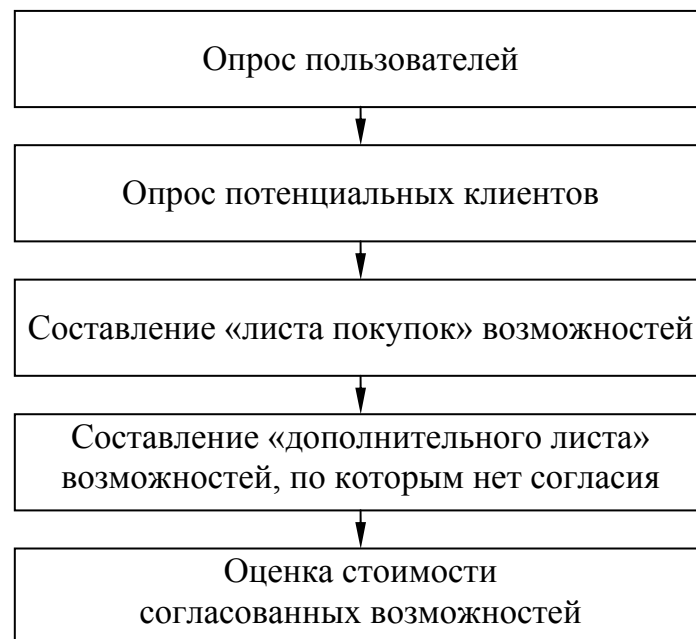 Опрос пользователей
Опрос потенциальных клиентов
Составление «листа покупок» возможностей
Составление «дополнительного листа»
возможностей, по которым нет согласия
Оценка стоимости
согласованных возможностей